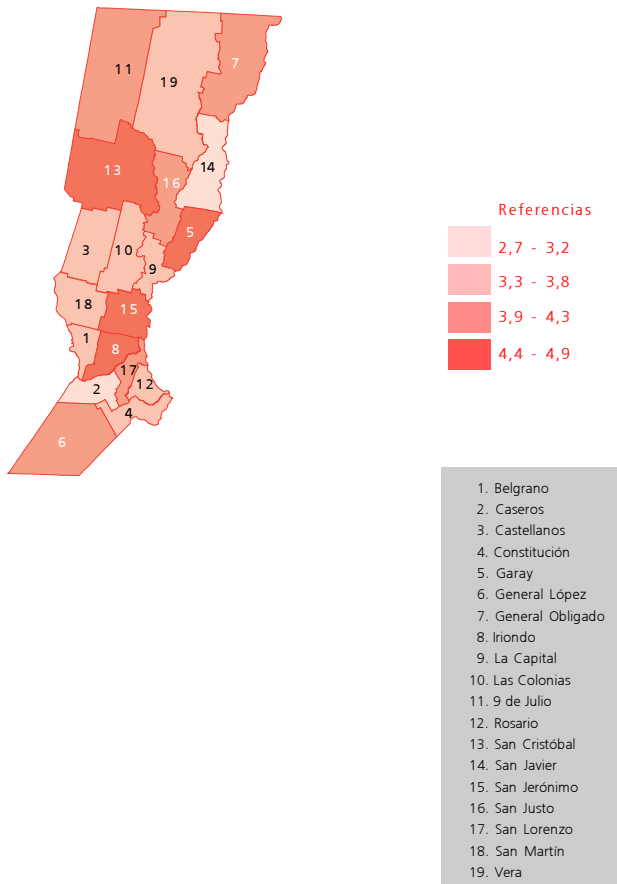 11
19
7
13
14
16
5
3
10
9
18
15
1
8
17
2
12
4
6
Referencias
2,7 - 3,2
3,3 - 3,8
3,9 - 4,3
4,4 - 4,9
1. Belgrano
2. Caseros
3. Castellanos
4. Constitución
5. Garay
6. General López
7. General Obligado
8. Iriondo
9. La Capital
10. Las Colonias
11. 9 de Julio
12. Rosario
13. San Cristóbal
14. San Javier
15. San Jerónimo
16. San Justo
17. San Lorenzo
18. San Martín
19. Vera